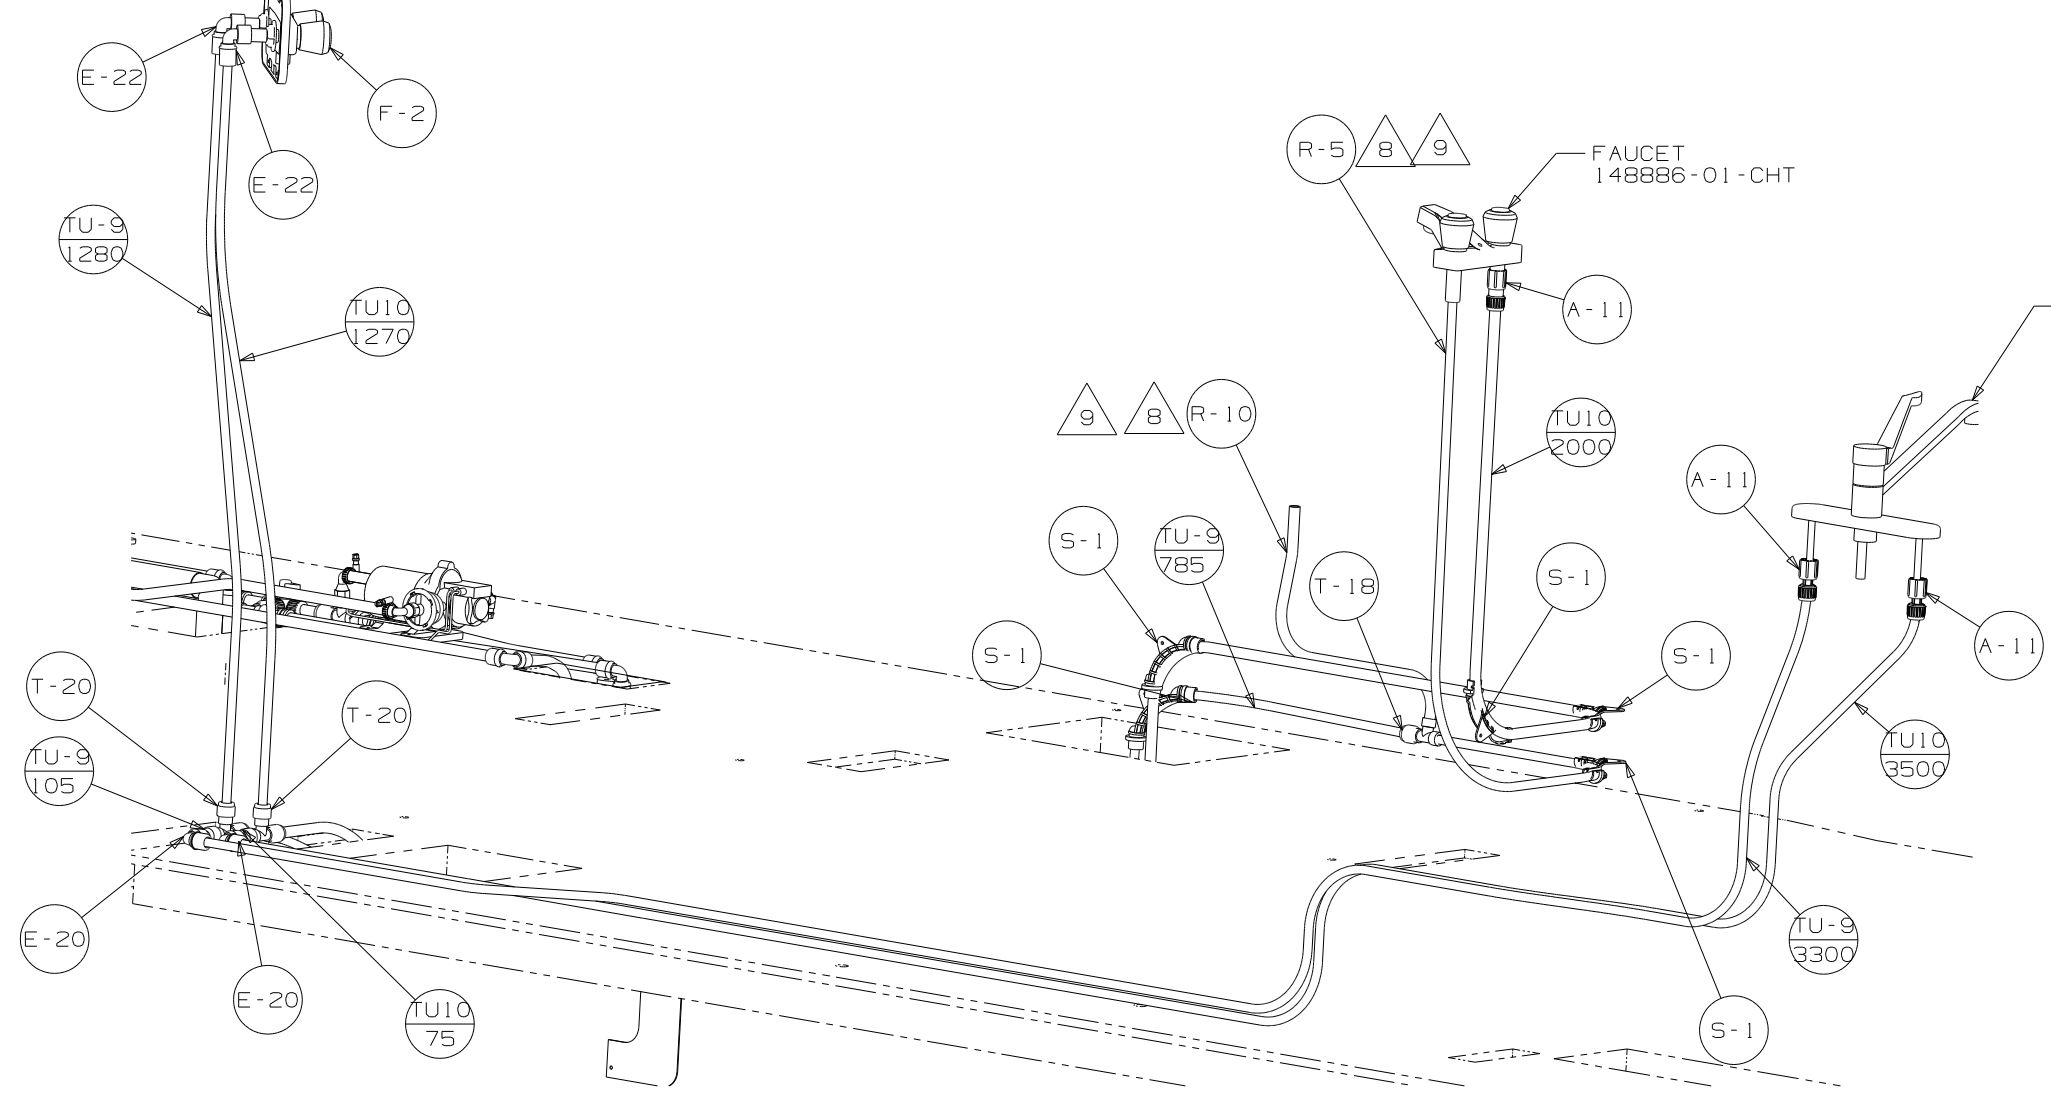 E-22
F-2
E-22
TU-9
1280
TU10
1270
R-5
8
9
FAUCET
148886-01-CHT
A-11
9
8
R-10
TU10
2000
A-11
S-1
TU-9
785
T-18
S-1
S-1
S-1
A-11
T-20
T-20
TU-9
105
TU10
3500
E-20
E-20
TU10
75
TU-9
3300
S-1